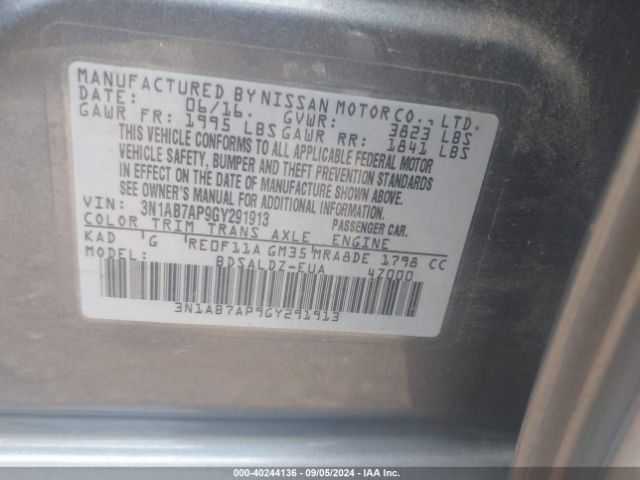 MANUFACTURED BY NISSAN MOTOR CO., LTD.
DATE: 06/16. GVWR: 3823 LBS
GAWR FR: 1995 LBS GAWR RR: 1841 LBS
THIS VEHICLE CONFORMS TO ALL APPLICABLE FEDERAL MOTOR
VEHICLE SAFETY, BUMPER AND THEFT PREVENTION STANDARDS
IN EFFECT ON THE DATE OF MANUFACTURE SHOWN ABOVE.
SEE OWNER'S MANUAL FOR ADDITIONAL INFORMATION.
VIN: 3N1AB7AP9GY291913 PASSENGER CAR.
COLOR TRIM TRANS AXLE ENGINE
KAD G RE0F11A GM35 MRA8DE 1798 CC
MODEL: BDSALDZ-EUA 47000
3N1AB7AP9GY291913
000-40244136 - 09/05/2024 - IAA Inc.